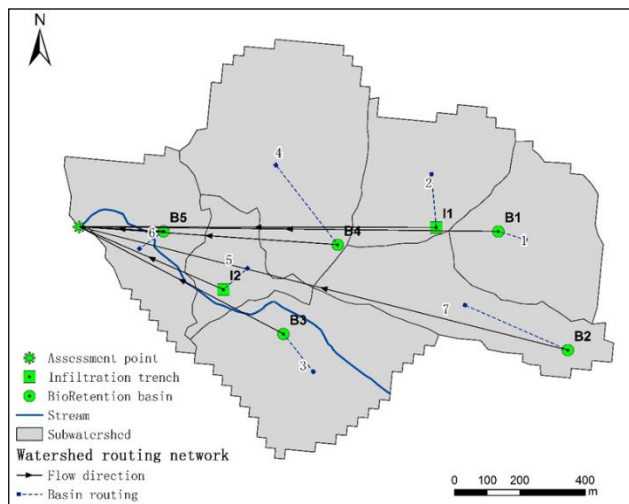 N
4
2
I1
B1
1
B5
6
B4
5
I2
7
B3
B2
3
Assessment point
Infiltration trench
BioRetention basin
Stream
Subwatershed
Watershed routing network
Flow direction
Basin routing
0 100 200 400
m